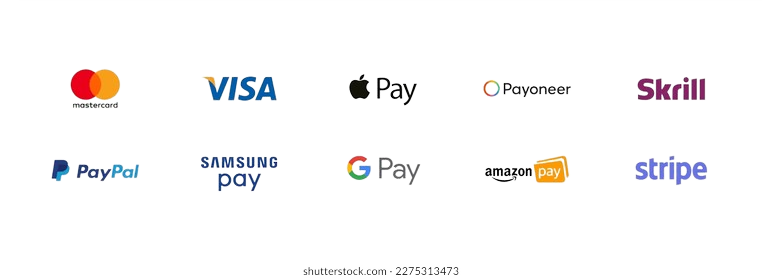 mastercard
VISA
Pay
Payoneer
Skrill
PayPal
SAMSUNG
pay
G Pay
amazon pay
stripe
shutterstock.com · 2275313473